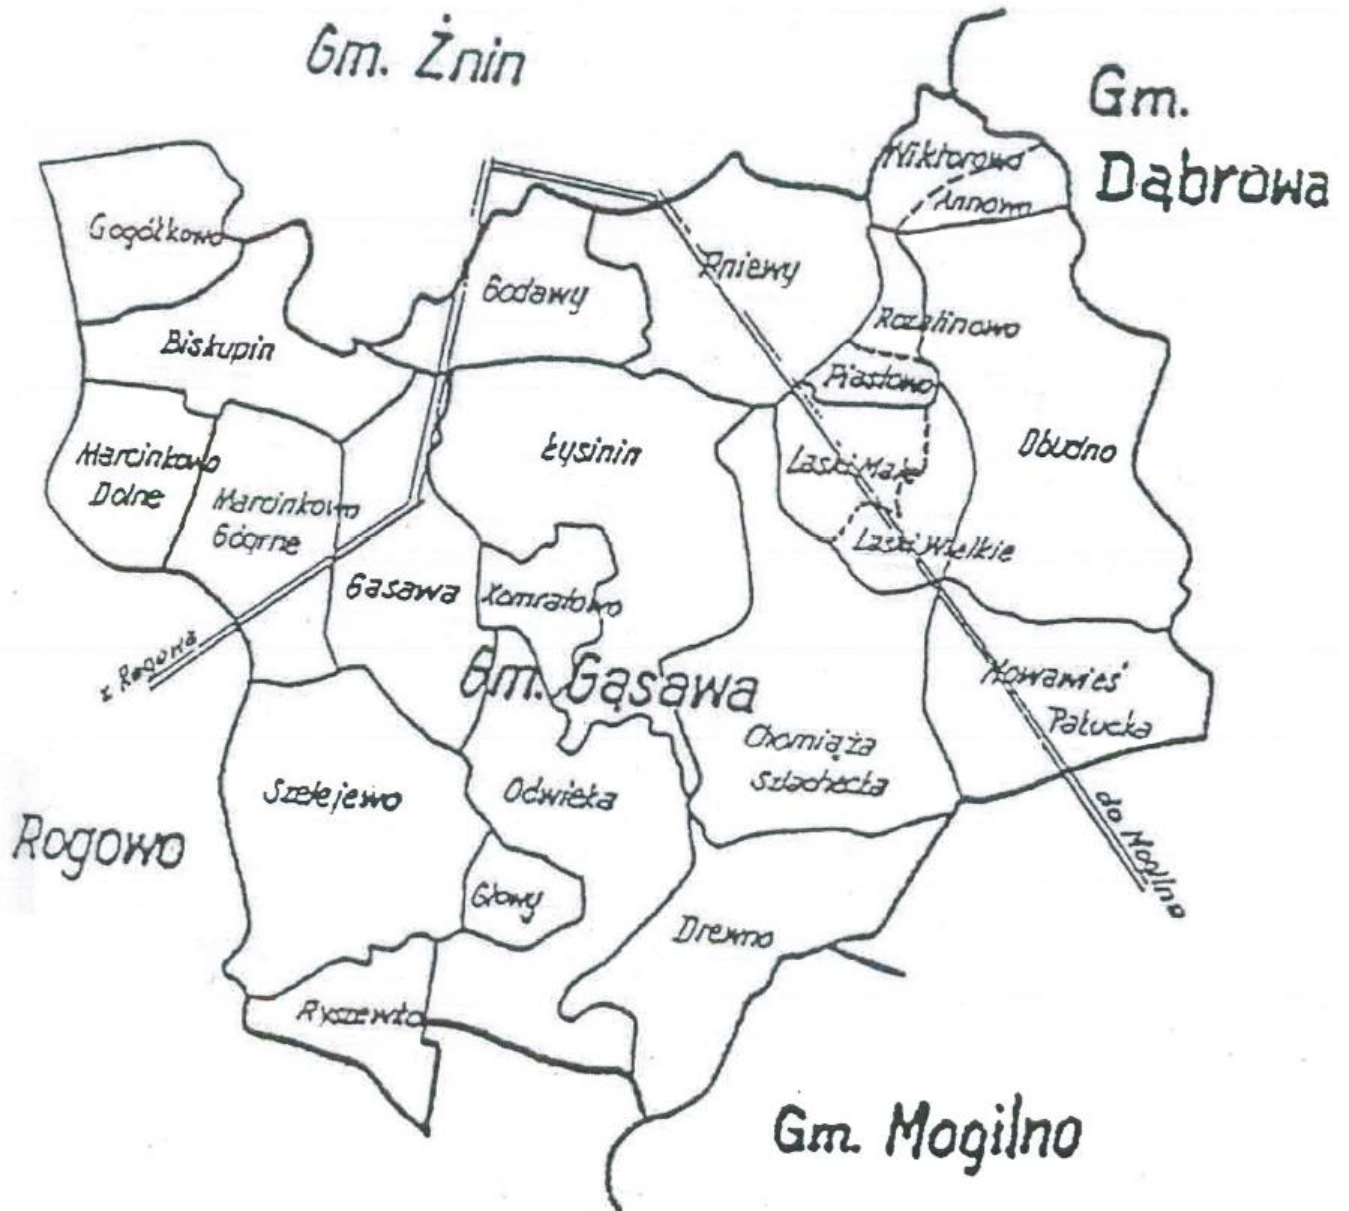 Gm. Żnin
Gm.
Dąbrowa
Wiktorowo
Annowo
Gogółkowo
Godawy
Pniewy
Rozalinowo
Biskupin
Piastowo
Obudno
Łysinin
Laski Małe
Marcinkowo
Dolne
Marcinkowo
Górne
Laski Wielkie
Gąsawa
Komratowo
z Rogowa
Gm. Gąsawa
Nowawieś
Pałucka
Chomiąża
Szlachecka
Szelejewo
Odwieka
do Mogilna
Rogowo
Głowy
Drewno
Ryszewko
Gm. Mogilno